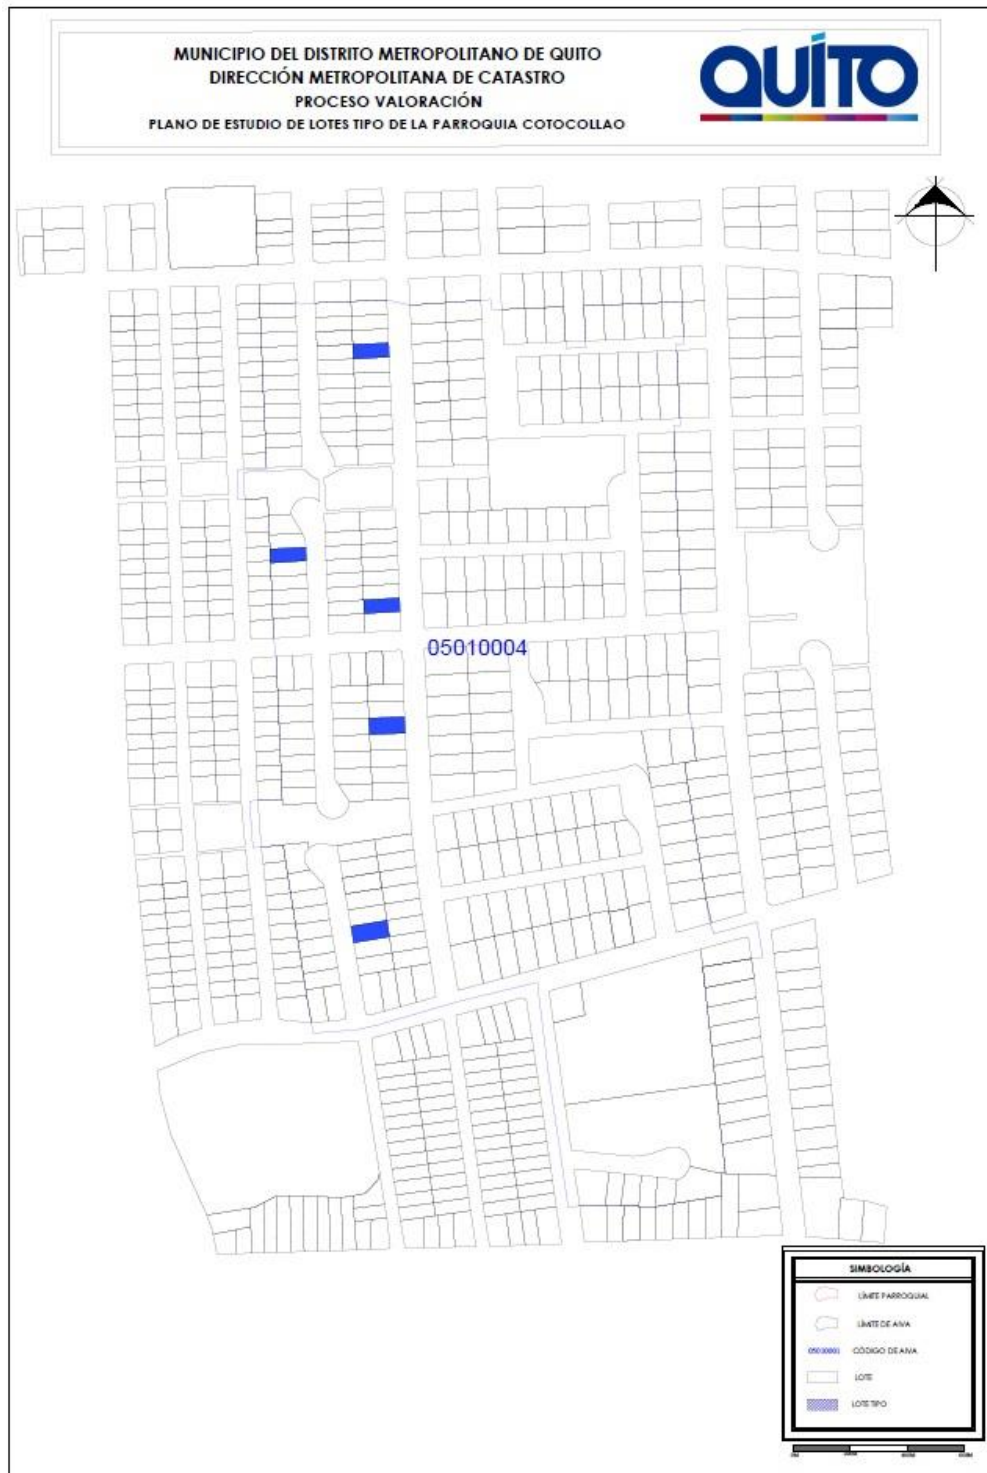 MUNICIPIO DEL DISTRITO METROPOLITANO DE QUITO
DIRECCIÓN METROPOLITANA DE CATASTRO
PROCESO VALORACIÓN
PLANO DE ESTUDIO DE LOTES TIPO DE LA PARROQUIA COTOCOLLAO
QUITO
05010004
SIMBOLOGÍA
LÍMITE PARROQUIAL
LÍMITE DE AIVA
CÓDIGO DE AIVA
LOTE
LOTE TIPO